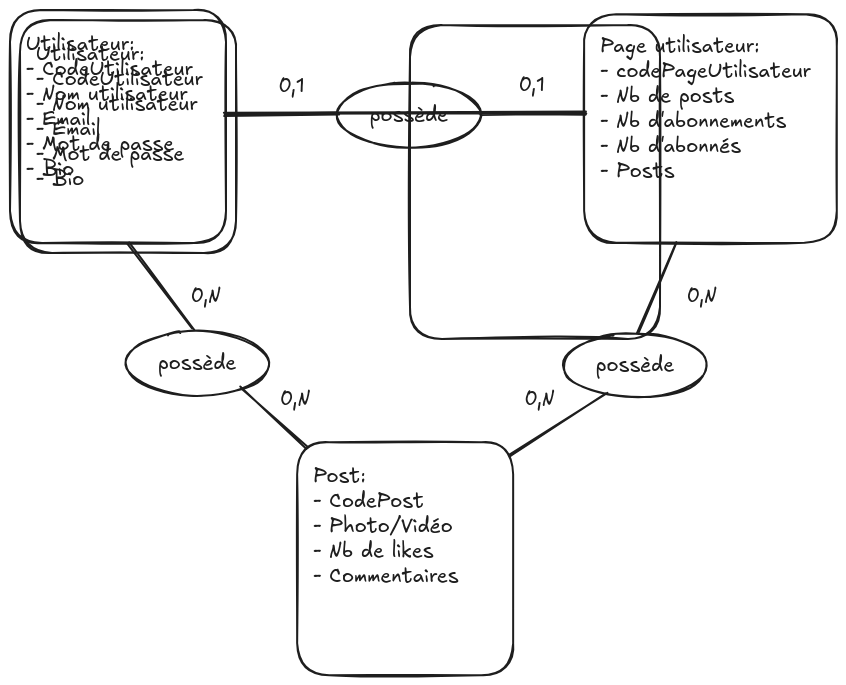 Utilisateur:
- CodeUtilisateur
- Nom utilisateur
- Email
- Mot de passe
- Bio
Utilisateur:
- CodeUtilisateur
- Nom utilisateur
- Email
- Mot de passe
- Bio
0,1
possède
0,1
Page utilisateur:
- codePageUtilisateur
- Nb de posts
- Nb d'abonnements
- Nb d'abonnés
- Posts
0,N
0,N
possède
possède
0,N
0,N
Post:
- CodePost
- Photo/Vidéo
- Nb de likes
- Commentaires